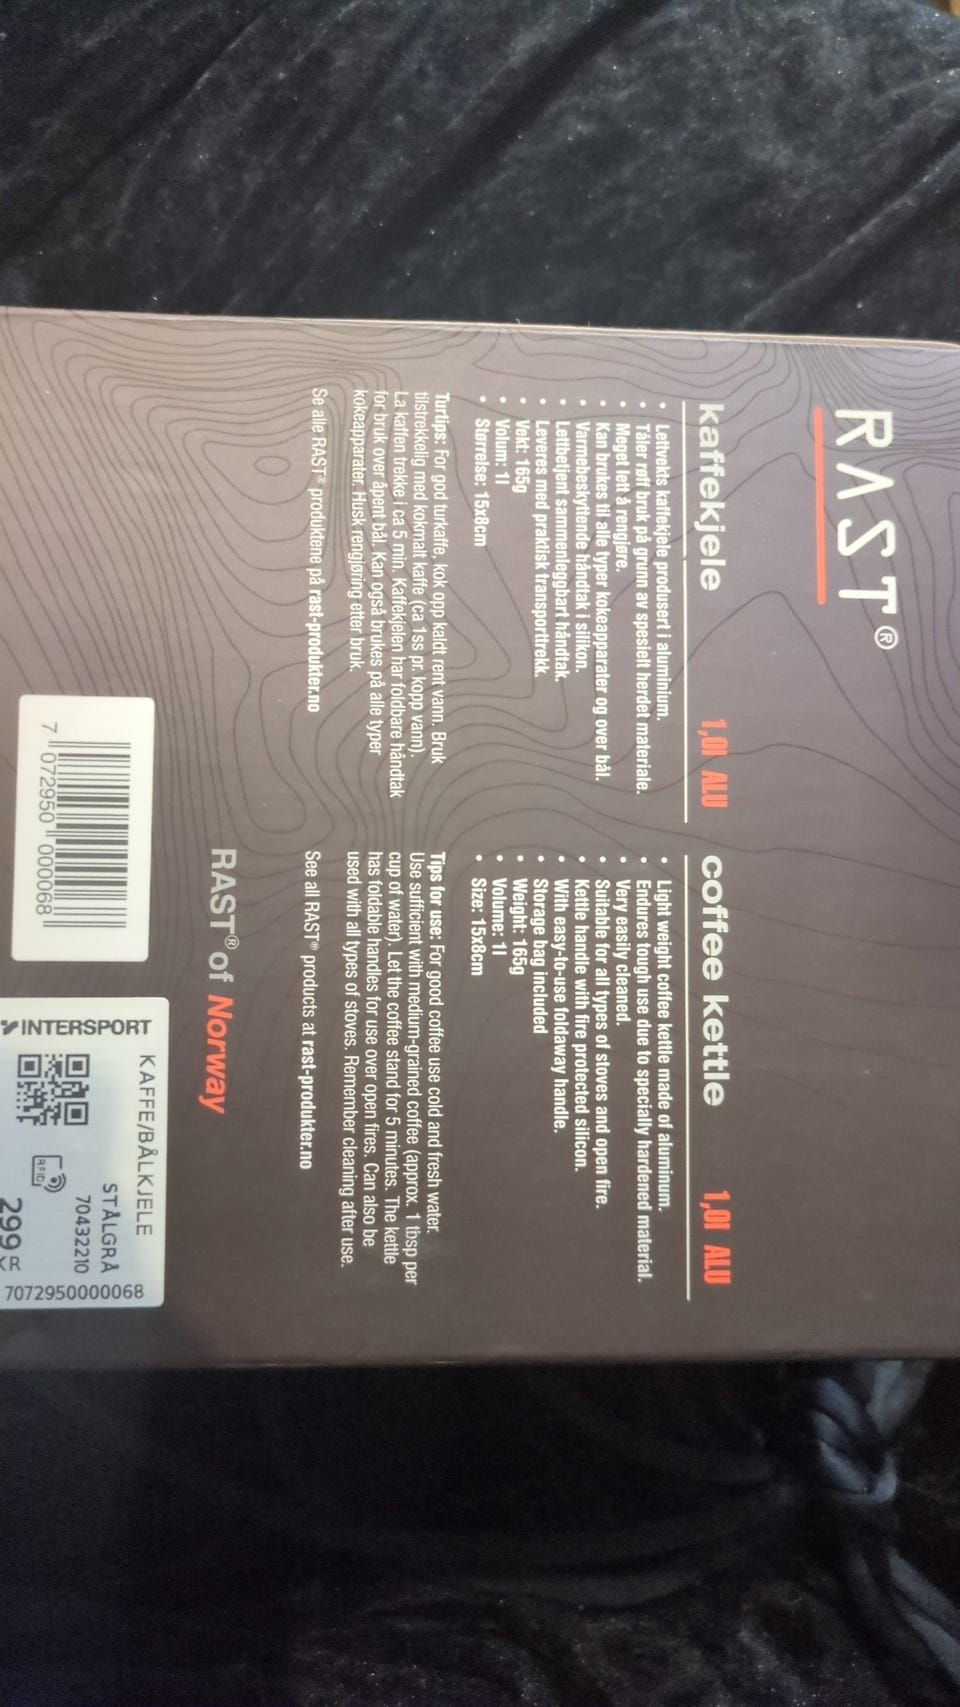 RAST®
kaffekjele 1,0l ALU
• Lettvekts kaffekjele produsert i aluminium.
• Tåler røff bruk på grunn av spesielt herdet materiale.
• Meget lett å rengjøre.
• Kan brukes til alle typer kokeapparater og over bål.
• Varmebeskyttende håndtak i silikon.
• Lettbetjent sammenleggbart håndtak.
• Leveres med praktisk transporttrekk.
• Vekt: 165g
• Volum: 1l
• Størrelse: 15x8cm
Turtips: For god turkaffe, kok opp kaldt rent vann. Bruk
tilstrekkelig med kokmalt kaffe (ca 1ss pr. kopp vann).
La kaffen trekke i ca 5 min. Kaffekjelen har foldbare håndtak
for bruk over åpent bål. Kan også brukes på alle typer
kokeapparater. Husk rengjøring etter bruk.
Se alle RAST® produktene på rast-produkter.no
coffee kettle 1,0l ALU
• Light weight coffee kettle made of aluminum.
• Endures tough use due to specially hardened material.
• Very easily cleaned.
• Suitable for all types of stoves and open fire.
• Kettle handle with fire protected silicon.
• With easy-to-use foldaway handle.
• Storage bag included
• Weight: 165g
• Volume: 1l
• Size: 15x8cm
Tips for use: For good coffee use cold and fresh water.
Use sufficient with medium-grained coffee (approx. 1 tbsp per
cup of water). Let the coffee stand for 5 minutes. The kettle
has foldable handles for use over open fires. Can also be
used with all types of stoves. Remember cleaning after use.
See all RAST® products at rast-produkter.no
RAST® of Norway
7 072950 000068
INTERSPORT
KAFFE/BÅLKJELE
STÅLGRÅ
70432210
RFID
299 KR
7072950000068